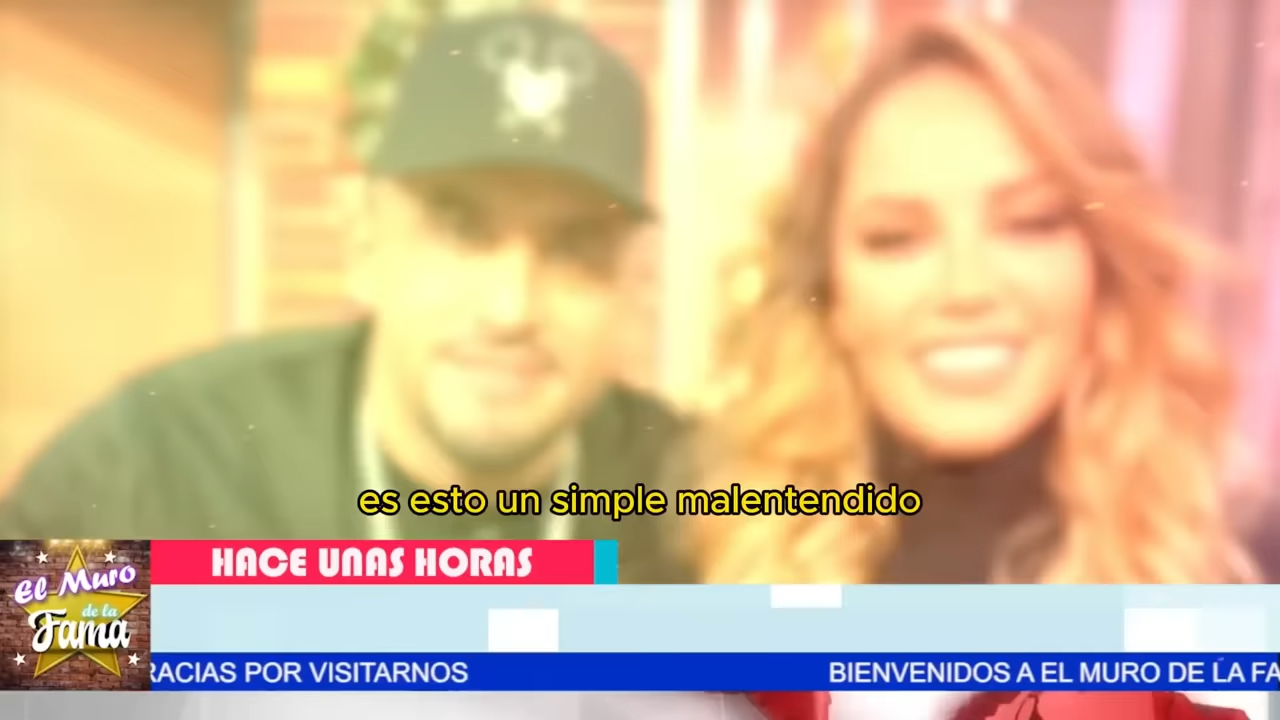 es esto un simple malentendido
HACE UNAS HORAS
El Muro
de la
Fama
RACIAS POR VISITARNOS
BIENVENIDOS A EL MURO DE LA FA